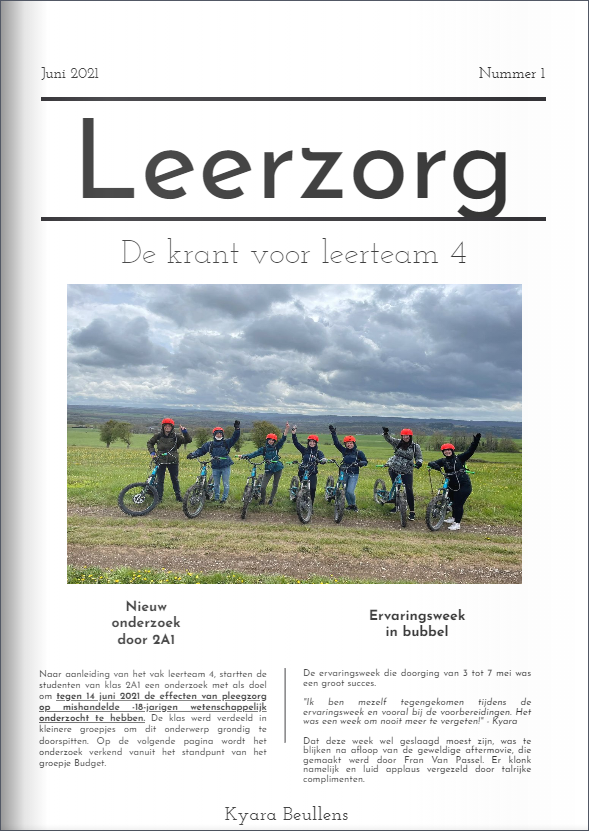 Juni 2021
Nummer 1
Leerzorg
De krant voor leerteam 4
Nieuw
onderzoek
door 2A1
Naar aanleiding van het vak leerteam 4, startten de
studenten van klas 2A1 een onderzoek met als doel
om tegen 14 juni 2021 de effecten van pleegzorg
op mishandelde -18-jarigen wetenschappelijk
onderzocht te hebben. De klas werd verdeeld in
kleinere groepjes om dit onderwerp grondig te
doorspitten. Op de volgende pagina wordt het
onderzoek verkend vanuit het standpunt van het
groepje Budget.
Ervaringsweek
in bubbel
De ervaringsweek die doorging van 3 tot 7 mei was
een groot succes.
"Ik ben mezelf tegengekomen tijdens de
ervaringsweek en vooral bij de voorbereidingen. Het
was een week om nooit meer te vergeten!" - Kyara
Dat deze week wel geslaagd moest zijn, was te
blijken na afloop van de geweldige aftermovie, die
gemaakt werd door Fran Van Passel. Er klonk
namelijk en luid applaus vergezeld door talrijke
complimenten.
Kyara Beullens